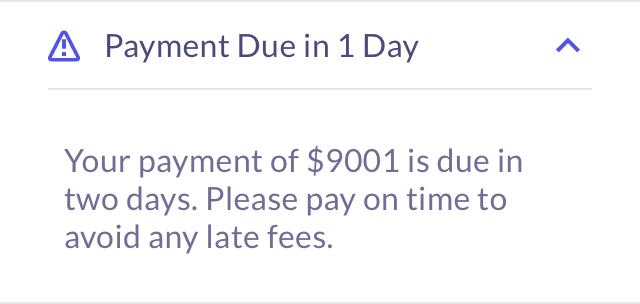 Payment Due in 1 Day
Your payment of $9001 is due in
two days. Please pay on time to
avoid any late fees.